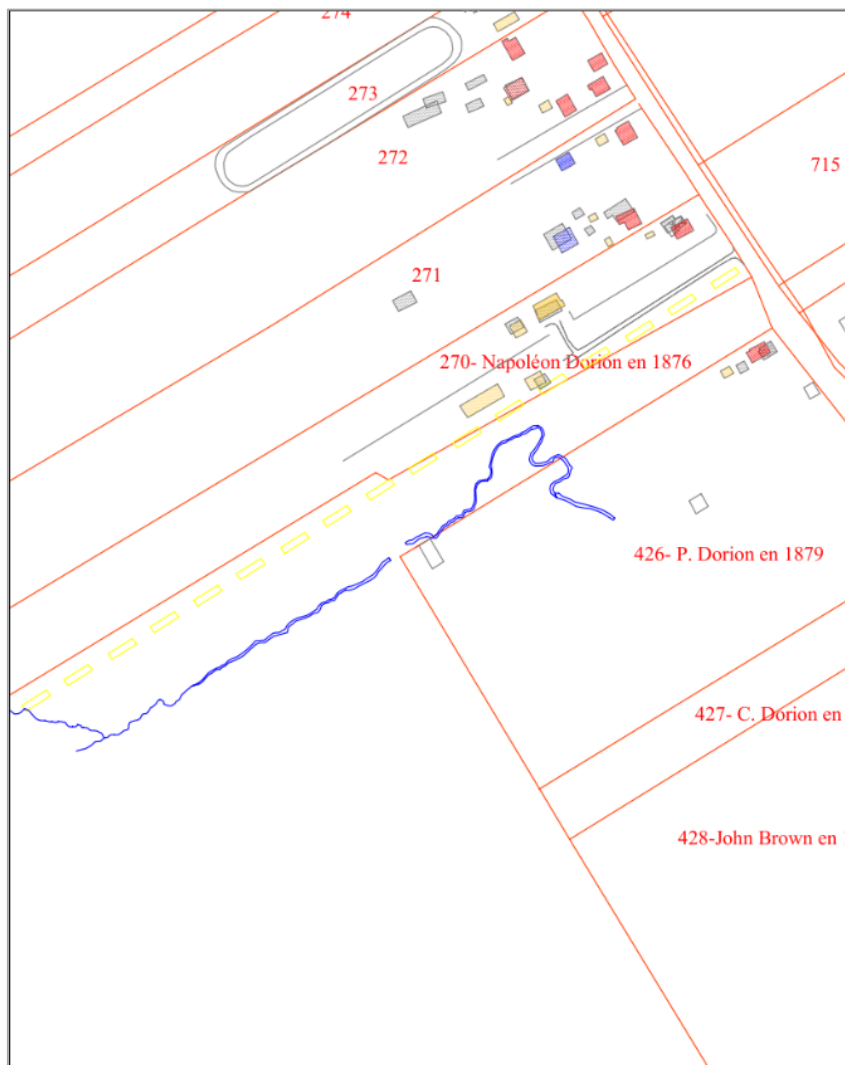 274
273
272
715
271
270- Napoléon Dorion en 1876
426- P. Dorion en 1879
427- C. Dorion en
428-John Brown en